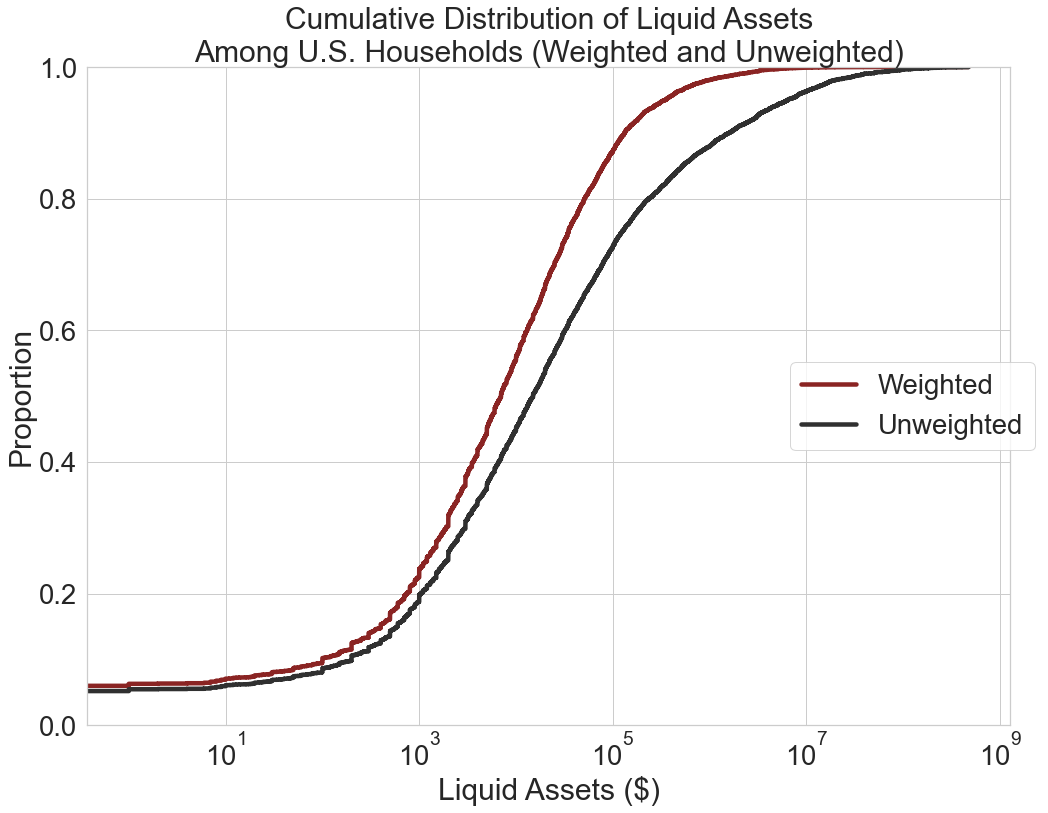 Cumulative Distribution of Liquid Assets
Among U.S. Households (Weighted and Unweighted)
1.0
0.8
0.6
0.4
0.2
0.0
Proportion
Weighted
Unweighted
10^1 10^3 10^5 10^7 10^9
Liquid Assets ($)